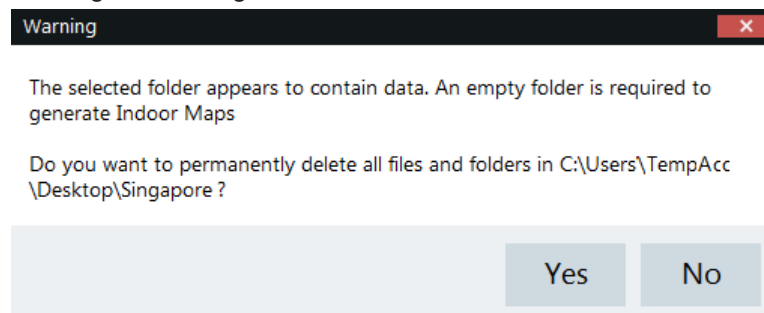 Warning
The selected folder appears to contain data. An empty folder is required to
generate Indoor Maps
Do you want to permanently delete all files and folders in C:\Users\TempAcc
\Desktop\Singapore ?
Yes No